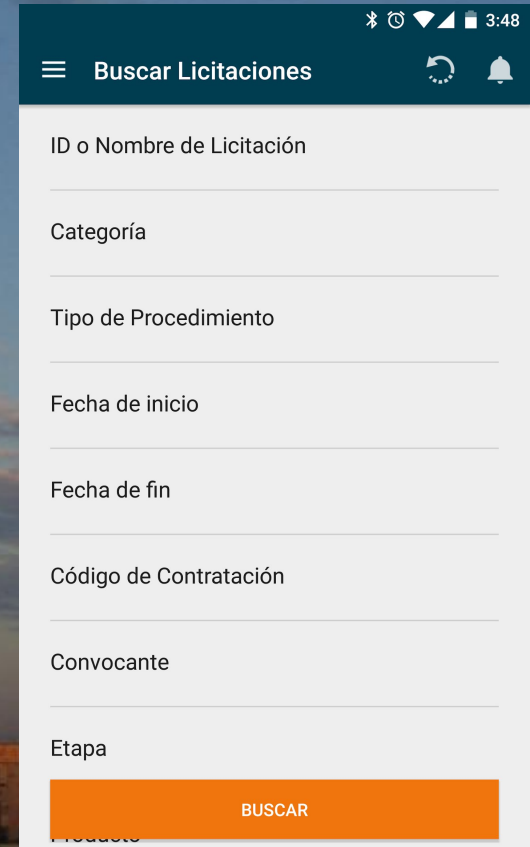 3:48
Buscar Licitaciones
ID o Nombre de Licitación
Categoría
Tipo de Procedimiento
Fecha de inicio
Fecha de fin
Código de Contratación
Convocante
Etapa
BUSCAR
Producto